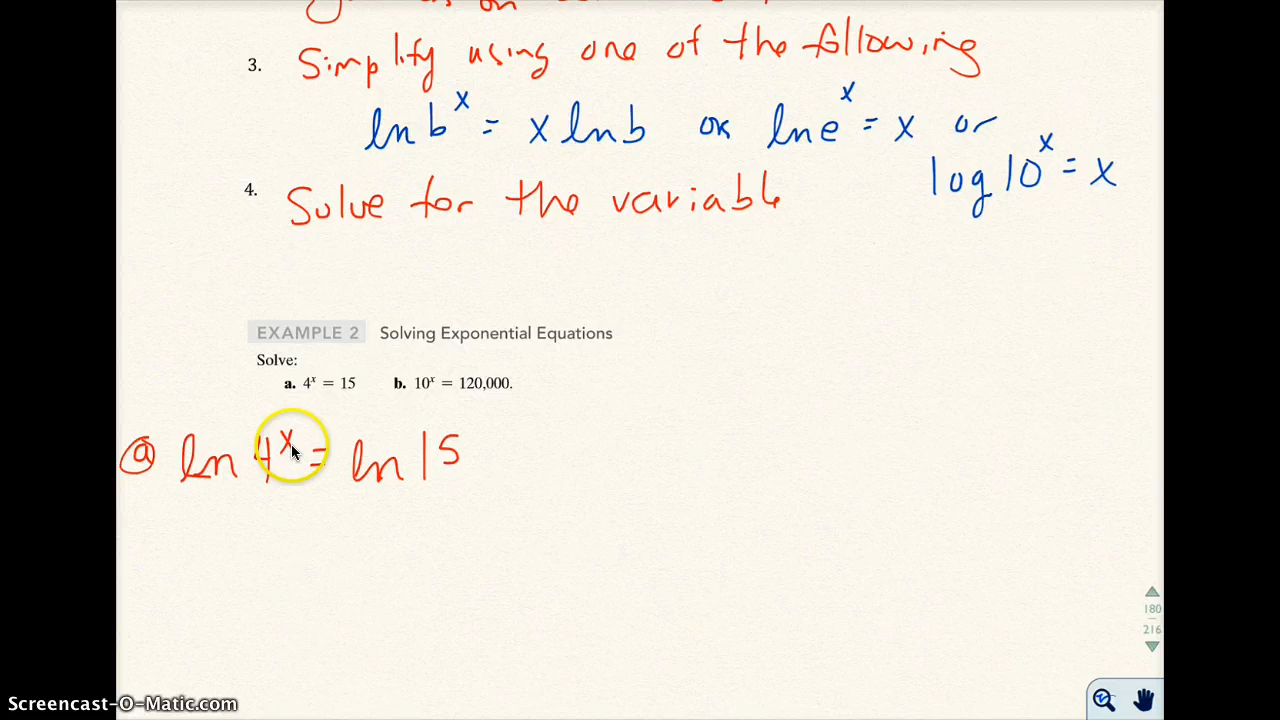 3. Simplify using one of the following
ln b^x = x ln b or ln e^x = x or
log 10^x = x
4. Solve for the variable
EXAMPLE 2 Solving Exponential Equations
Solve:
a. 4^x = 15 b. 10^x = 120,000.
ⓐ ln 4^x = ln 15
180
216
Screencast-O-Matic.com